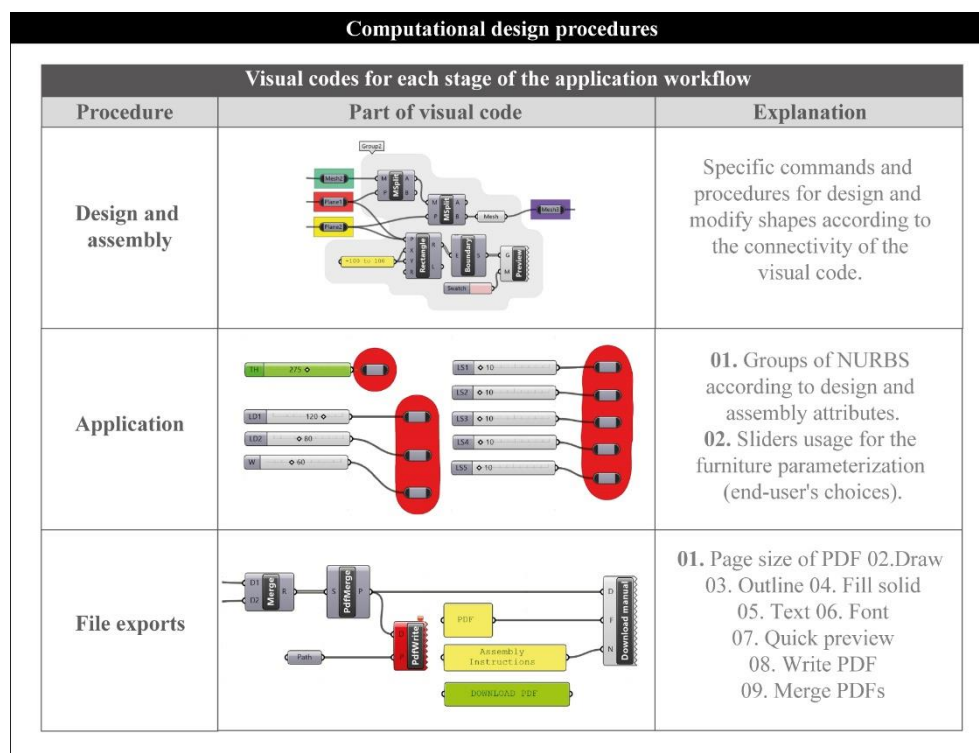 Computational design procedures
Visual codes for each stage of the application workflow
Procedure
Part of visual code
Explanation
Design and
assembly
Group2
Mesh2
Plane1
Plane2
M A
P B
MSplit
M A
P B
MSplit
Mesh
Mesh3
P R
X
Y
R L
Rectangle
E S
Boundary
G
M
Preview
-100 to 100
Swatch
Specific commands and
procedures for design and
modify shapes according to
the connectivity of the
visual code.
Application
TH 275
LD1 120
LD2 80
W 60
LS1 10
LS2 10
LS3 10
LS4 10
LS5 10
01. Groups of NURBS
according to design and
assembly attributes.
02. Sliders usage for the
furniture parameterization
(end-user's choices).
File exports
D1
D2
Merge
R
S
PdfMerge
P
D
P
PdfWrite
Path
PDF
Assembly
Instructions
DOWNLOAD PDF
D
F
N
Download manual
01. Page size of PDF 02.Draw
03. Outline 04. Fill solid
05. Text 06. Font
07. Quick preview
08. Write PDF
09. Merge PDFs